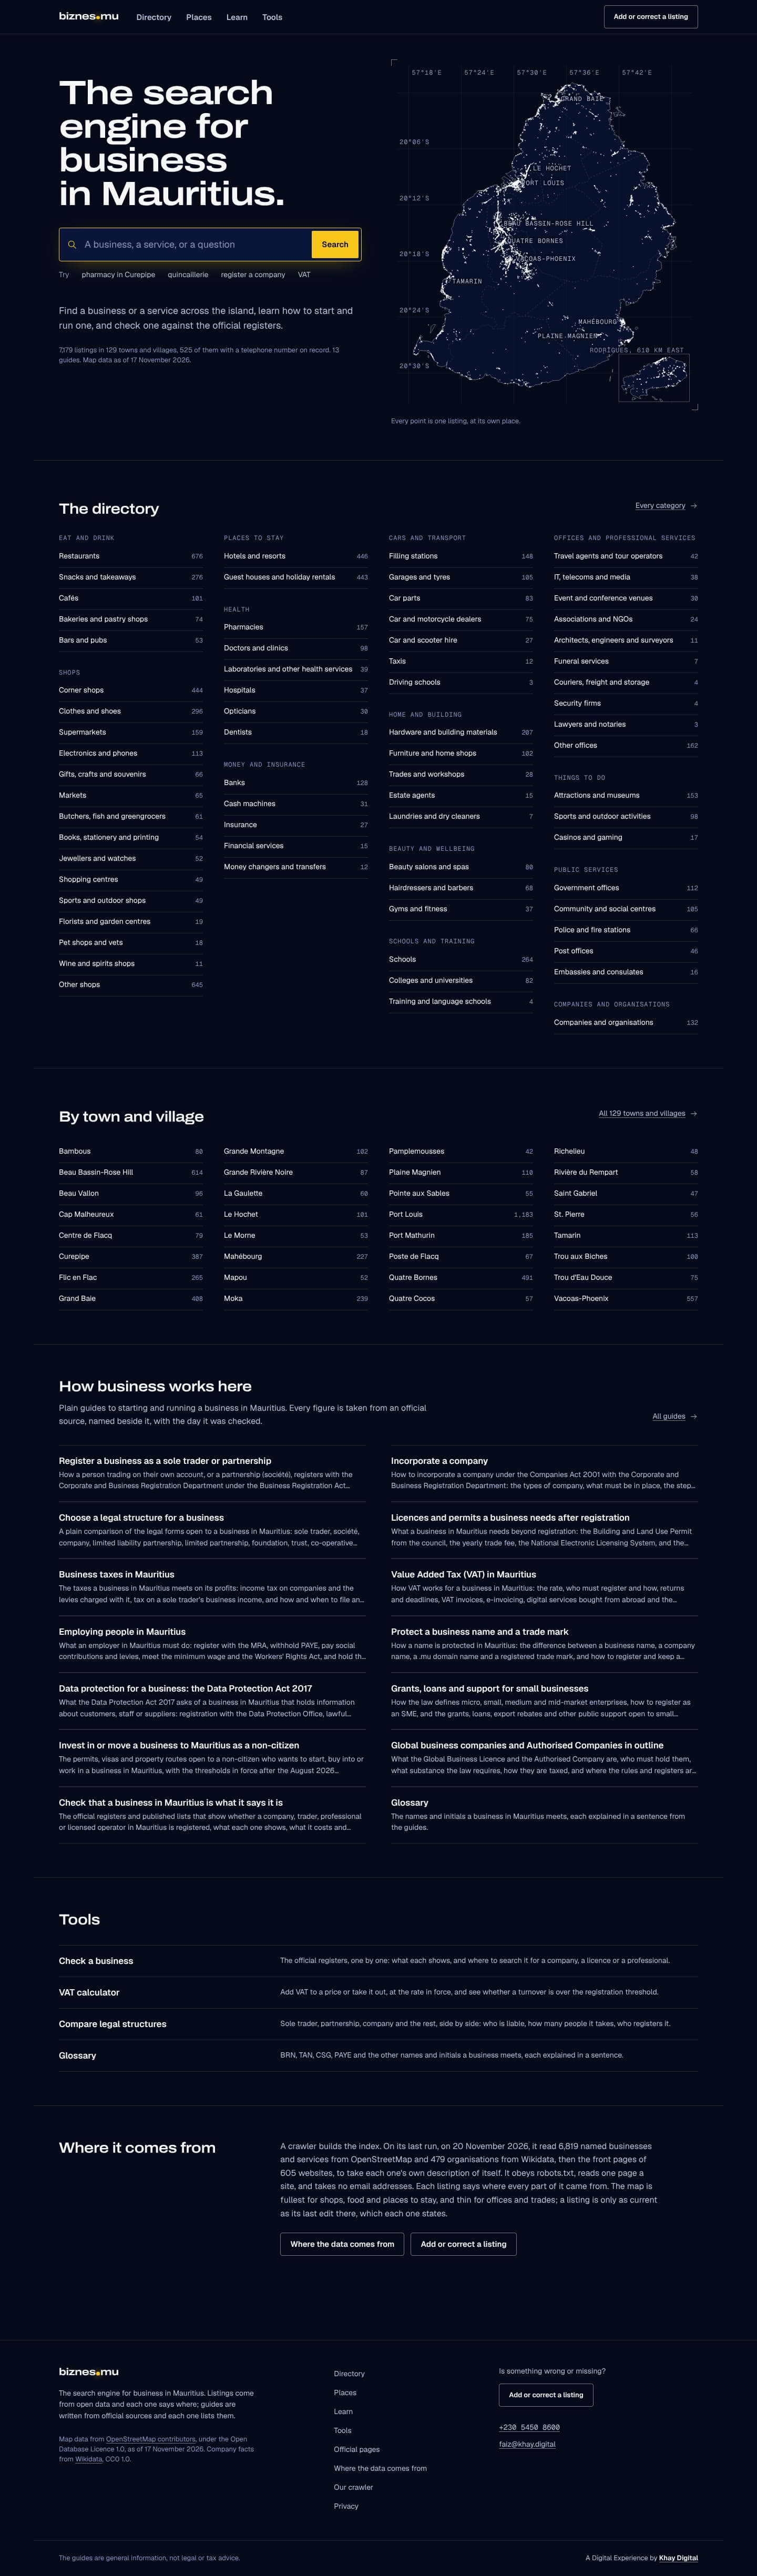 biznes.mu
Directory
Places
Learn
Tools
Add or correct a listing
The search
engine for
business
in Mauritius.
A business, a service, or a question
Search
Try
pharmacy in Curepipe
quincaillerie
register a company
VAT
Find a business or a service across the island, learn how to start and
run one, and check one against the official registers.
7,179 listings in 129 towns and villages, 525 of them with a telephone number on record. 13
guides. Map data as of 17 November 2026.
57°18′E
57°24′E
57°30′E
57°36′E
57°42′E
GRAND BAIE
20°06′S
LE HOCHET
PORT LOUIS
20°12′S
BEAU BASSIN-ROSE HILL
QUATRE BORNES
20°18′S
VACOAS-PHOENIX
TAMARIN
20°24′S
MAHÉBOURG
PLAINE MAGNIEN
RODRIGUES, 610 KM EAST
20°30′S
Every point is one listing, at its own place.
The directory
Every category →
EAT AND DRINK
Restaurants 676
Snacks and takeaways 276
Cafés 101
Bakeries and pastry shops 74
Bars and pubs 53
SHOPS
Corner shops 444
Clothes and shoes 296
Supermarkets 159
Electronics and phones 113
Gifts, crafts and souvenirs 66
Markets 65
Butchers, fish and greengrocers 61
Books, stationery and printing 54
Jewellers and watches 52
Shopping centres 49
Sports and outdoor shops 49
Florists and garden centres 19
Pet shops and vets 18
Wine and spirits shops 11
Other shops 645
PLACES TO STAY
Hotels and resorts 446
Guest houses and holiday rentals 443
HEALTH
Pharmacies 157
Doctors and clinics 98
Laboratories and other health services 39
Hospitals 37
Opticians 30
Dentists 18
MONEY AND INSURANCE
Banks 128
Cash machines 31
Insurance 27
Financial services 15
Money changers and transfers 12
CARS AND TRANSPORT
Filling stations 148
Garages and tyres 105
Car parts 83
Car and motorcycle dealers 75
Car and scooter hire 27
Taxis 12
Driving schools 3
HOME AND BUILDING
Hardware and building materials 207
Furniture and home shops 102
Trades and workshops 28
Estate agents 15
Laundries and dry cleaners 7
BEAUTY AND WELLBEING
Beauty salons and spas 80
Hairdressers and barbers 68
Gyms and fitness 37
SCHOOLS AND TRAINING
Schools 264
Colleges and universities 82
Training and language schools 4
OFFICES AND PROFESSIONAL SERVICES
Travel agents and tour operators 42
IT, telecoms and media 38
Event and conference venues 30
Associations and NGOs 24
Architects, engineers and surveyors 11
Funeral services 7
Couriers, freight and storage 4
Security firms 4
Lawyers and notaries 3
Other offices 162
THINGS TO DO
Attractions and museums 153
Sports and outdoor activities 98
Casinos and gaming 17
PUBLIC SERVICES
Government offices 112
Community and social centres 105
Police and fire stations 66
Post offices 46
Embassies and consulates 16
COMPANIES AND ORGANISATIONS
Companies and organisations 132
By town and village
All 129 towns and villages →
Bambous 80
Beau Bassin-Rose Hill 614
Beau Vallon 96
Cap Malheureux 61
Centre de Flacq 79
Curepipe 387
Flic en Flac 265
Grand Baie 408
Grande Montagne 102
Grande Rivière Noire 87
La Gaulette 60
Le Hochet 101
Le Morne 53
Mahébourg 227
Mapou 52
Moka 239
Pamplemousses 42
Plaine Magnien 110
Pointe aux Sables 55
Port Louis 1,183
Port Mathurin 185
Poste de Flacq 67
Quatre Bornes 491
Quatre Cocos 57
Richelieu 48
Rivière du Rempart 58
Saint Gabriel 47
St. Pierre 56
Tamarin 113
Trou aux Biches 100
Trou d'Eau Douce 75
Vacoas-Phoenix 557
How business works here
Plain guides to starting and running a business in Mauritius. Every figure is taken from an official
source, named beside it, with the day it was checked.
All guides →
Register a business as a sole trader or partnership
How a person trading on their own account, or a partnership (société), registers with the
Corporate and Business Registration Department under the Business Registration Act…
Incorporate a company
How to incorporate a company under the Companies Act 2001 with the Corporate and
Business Registration Department: the types of company, what must be in place, the step…
Choose a legal structure for a business
A plain comparison of the legal forms open to a business in Mauritius: sole trader, société,
company, limited liability partnership, limited partnership, foundation, trust, co-operative…
Licences and permits a business needs after registration
What a business in Mauritius needs beyond registration: the Building and Land Use Permit
from the council, the yearly trade fee, the National Electronic Licensing System, and the…
Business taxes in Mauritius
The taxes a business in Mauritius meets on its profits: income tax on companies and the
levies charged with it, tax on a sole trader's business income, and how and when to file an…
Value Added Tax (VAT) in Mauritius
How VAT works for a business in Mauritius: the rate, who must register and how, returns
and deadlines, VAT invoices, e-invoicing, digital services bought from abroad and the…
Employing people in Mauritius
What an employer in Mauritius must do: register with the MRA, withhold PAYE, pay social
contributions and levies, meet the minimum wage and the Workers' Rights Act, and hold th…
Protect a business name and a trade mark
How a name is protected in Mauritius: the difference between a business name, a company
name, a .mu domain name and a registered trade mark, and how to register and keep a…
Data protection for a business: the Data Protection Act 2017
What the Data Protection Act 2017 asks of a business in Mauritius that holds information
about customers, staff or suppliers: registration with the Data Protection Office, lawful…
Grants, loans and support for small businesses
How the law defines micro, small, medium and mid-market enterprises, how to register as
an SME, and the grants, loans, export rebates and other public support open to small…
Invest in or move a business to Mauritius as a non-citizen
The permits, visas and property routes open to a non-citizen who wants to start, buy into or
work in a business in Mauritius, with the thresholds in force after the August 2026…
Global business companies and Authorised Companies in outline
What the Global Business Licence and the Authorised Company are, who must hold them,
what substance the law requires, how they are taxed, and where the rules and registers ar…
Check that a business in Mauritius is what it says it is
The official registers and published lists that show whether a company, trader, professional
or licensed operator in Mauritius is registered, what each one shows, what it costs and…
Glossary
The names and initials a business in Mauritius meets, each explained in a sentence from
the guides.
Tools
Check a business
The official registers, one by one: what each shows, and where to search it for a company, a licence or a professional.
VAT calculator
Add VAT to a price or take it out, at the rate in force, and see whether a turnover is over the registration threshold.
Compare legal structures
Sole trader, partnership, company and the rest, side by side: who is liable, how many people it takes, who registers it.
Glossary
BRN, TAN, CSG, PAYE and the other names and initials a business meets, each explained in a sentence.
Where it comes from
A crawler builds the index. On its last run, on 20 November 2026, it read 6,819 named businesses
and services from OpenStreetMap and 479 organisations from Wikidata, then the front pages of
605 websites, to take each one's own description of itself. It obeys robots.txt, reads one page a
site, and takes no email addresses. Each listing says where every part of it came from. The map is
fullest for shops, food and places to stay, and thin for offices and trades; a listing is only as current
as its last edit there, which each one states.
Where the data comes from
Add or correct a listing
biznes.mu
The search engine for business in Mauritius. Listings come
from open data and each one says where; guides are
written from official sources and each one lists them.
Map data from OpenStreetMap contributors, under the Open
Database Licence 1.0, as of 17 November 2026. Company facts
from Wikidata, CC0 1.0.
Directory
Places
Learn
Tools
Official pages
Where the data comes from
Our crawler
Privacy
Is something wrong or missing?
Add or correct a listing
+230 5450 8600
faiz@khay.digital
The guides are general information, not legal or tax advice.
A Digital Experience by Khay Digital